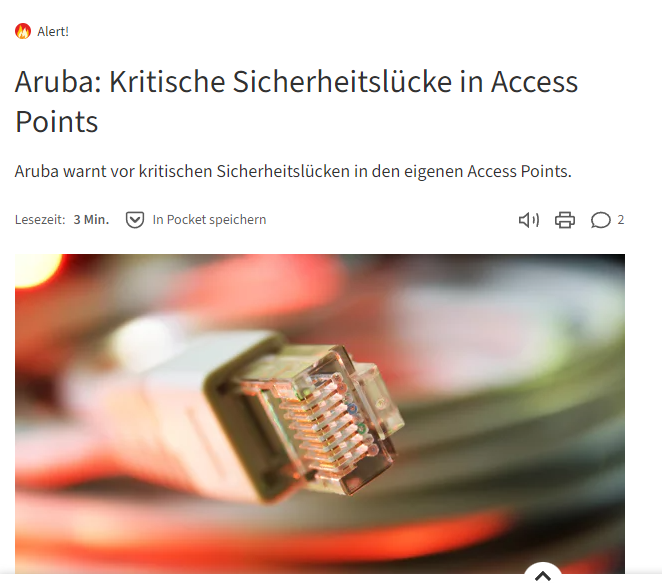 Alert!
Aruba: Kritische Sicherheitslücke in Access
Points
Aruba warnt vor kritischen Sicherheitslücken in den eigenen Access Points.
Lesezeit: 3 Min. In Pocket speichern 2